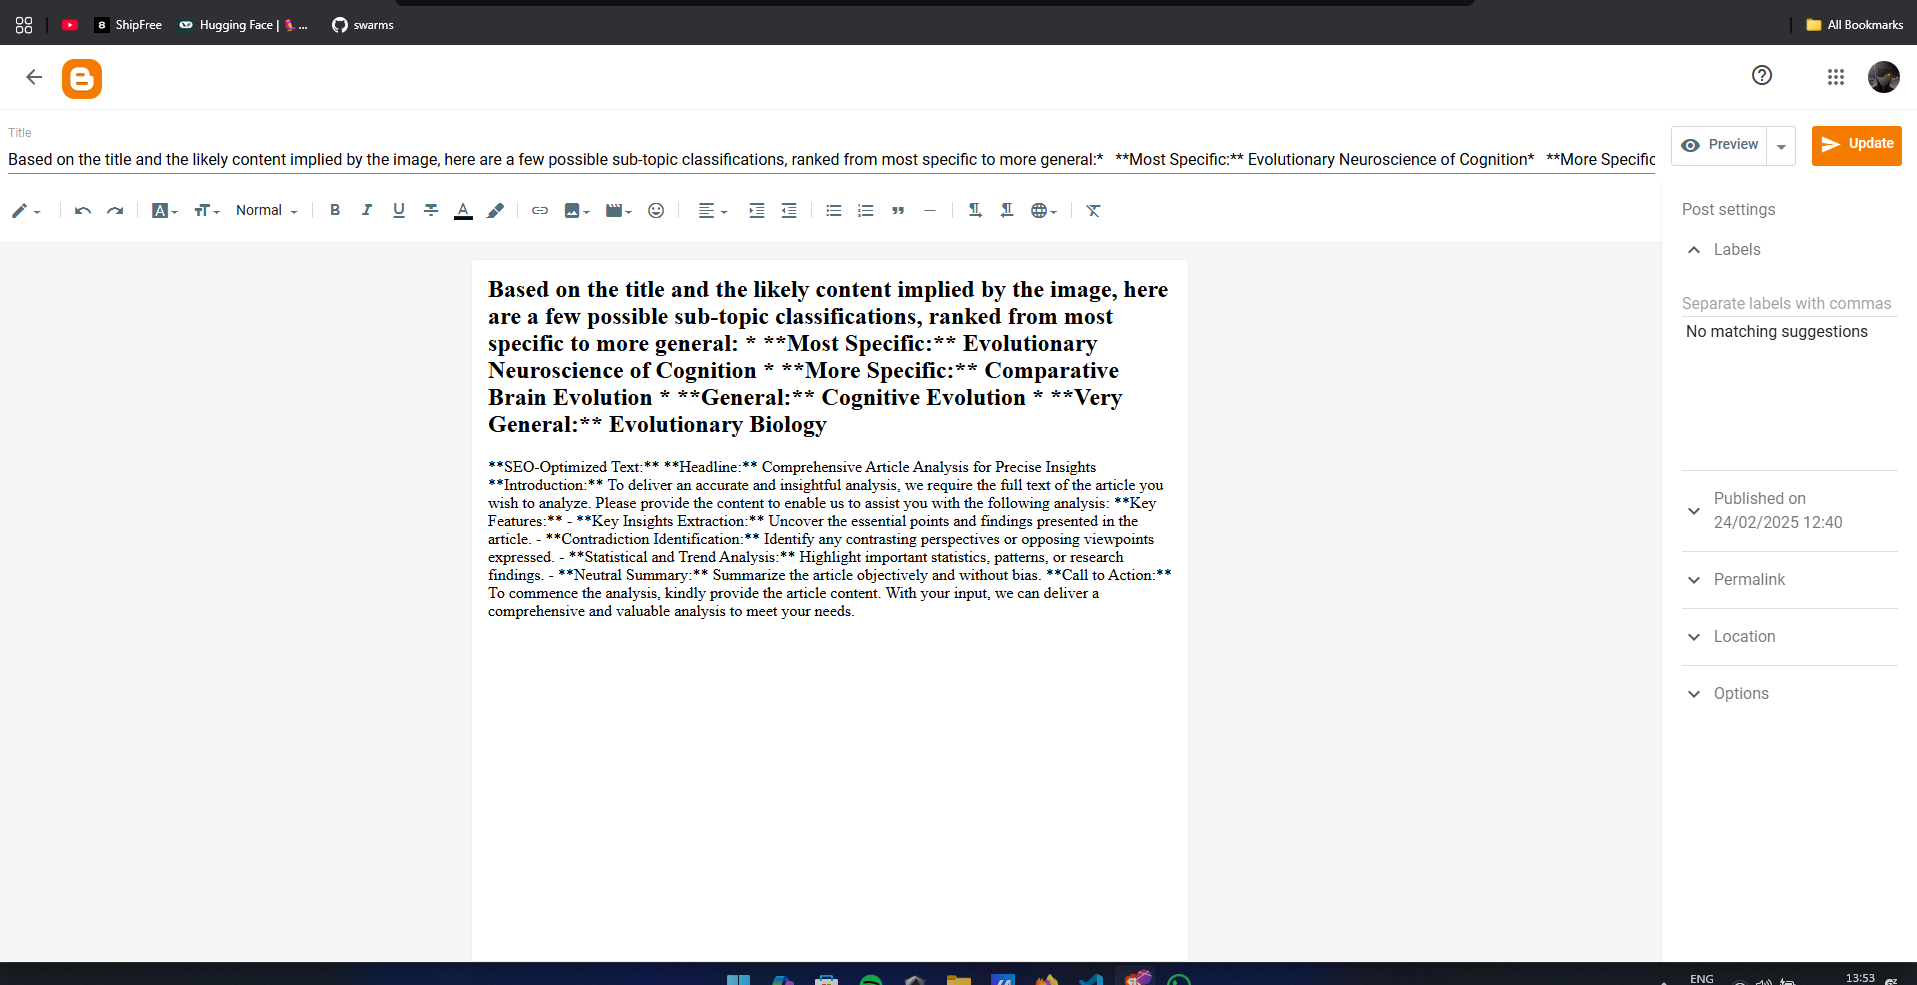 ShipFree
Hugging Face | ...
swarms
All Bookmarks
Title
Based on the title and the likely content implied by the image, here are a few possible sub-topic classifications, ranked from most specific to more general:*   **Most Specific:** Evolutionary Neuroscience of Cognition*   **More Specific
Preview
Update
Normal
Post settings
Labels
Separate labels with commas
No matching suggestions
Published on
24/02/2025 12:40
Permalink
Location
Options
Based on the title and the likely content implied by the image, here
are a few possible sub-topic classifications, ranked from most
specific to more general: * **Most Specific:** Evolutionary
Neuroscience of Cognition * **More Specific:** Comparative
Brain Evolution * **General:** Cognitive Evolution * **Very
General:** Evolutionary Biology
**SEO-Optimized Text:** **Headline:** Comprehensive Article Analysis for Precise Insights
**Introduction:** To deliver an accurate and insightful analysis, we require the full text of the article you
wish to analyze. Please provide the content to enable us to assist you with the following analysis: **Key
Features:** - **Key Insights Extraction:** Uncover the essential points and findings presented in the
article. - **Contradiction Identification:** Identify any contrasting perspectives or opposing viewpoints
expressed. - **Statistical and Trend Analysis:** Highlight important statistics, patterns, or research
findings. - **Neutral Summary:** Summarize the article objectively and without bias. **Call to Action:**
To commence the analysis, kindly provide the article content. With your input, we can deliver a
comprehensive and valuable analysis to meet your needs.
ENG
13:53